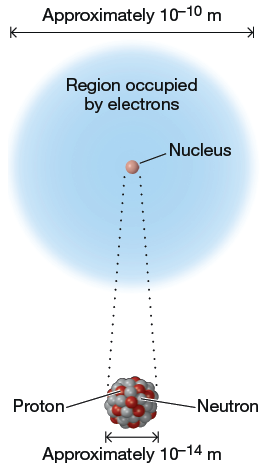 Approximately 10⁻¹⁰ m
Region occupied
by electrons
Nucleus
Proton
Neutron
Approximately 10⁻¹⁴ m